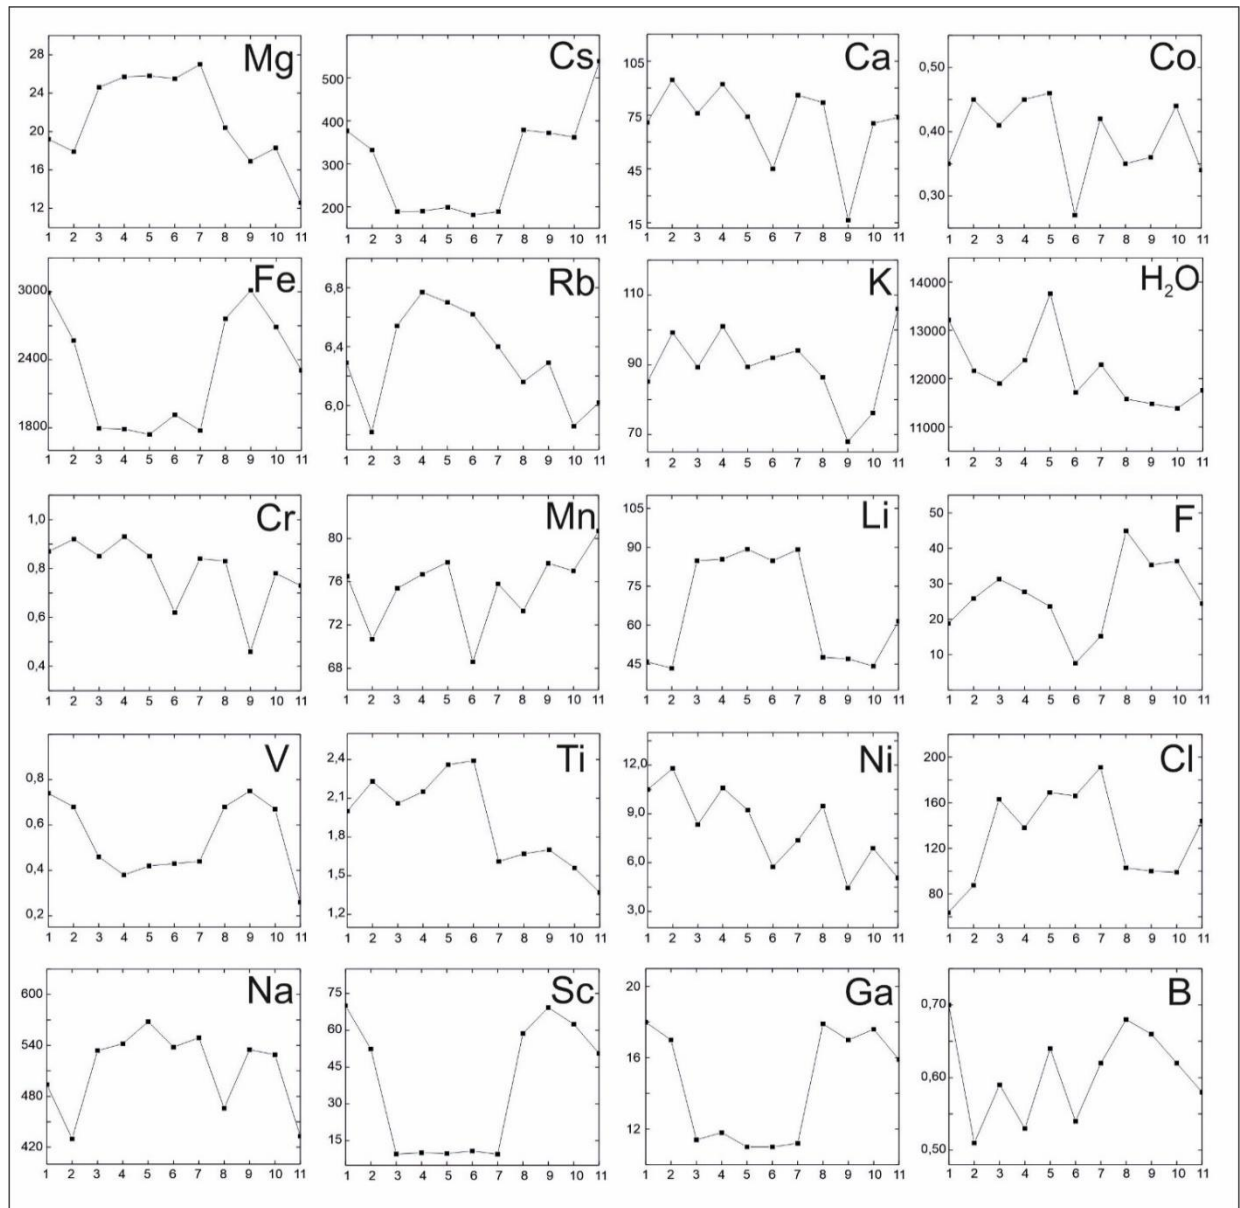 Mg
28
24
20
16
12
1 2 3 4 5 6 7 8 9 10 11
Cs
500
400
300
200
1 2 3 4 5 6 7 8 9 10 11
Ca
105
75
45
15
1 2 3 4 5 6 7 8 9 10 11
Co
0,50
0,40
0,30
1 2 3 4 5 6 7 8 9 10 11
Fe
3000
2400
1800
1 2 3 4 5 6 7 8 9 10 11
Rb
6,8
6,4
6,0
1 2 3 4 5 6 7 8 9 10 11
K
110
90
70
1 2 3 4 5 6 7 8 9 10 11
H₂O
14000
13000
12000
11000
1 2 3 4 5 6 7 8 9 10 11
Cr
1,0
0,8
0,6
0,4
1 2 3 4 5 6 7 8 9 10 11
Mn
80
76
72
68
1 2 3 4 5 6 7 8 9 10 11
Li
105
90
75
60
45
1 2 3 4 5 6 7 8 9 10 11
F
50
40
30
20
10
1 2 3 4 5 6 7 8 9 10 11
V
0,8
0,6
0,4
0,2
1 2 3 4 5 6 7 8 9 10 11
Ti
2,4
2,1
1,8
1,5
1,2
1 2 3 4 5 6 7 8 9 10 11
Ni
12,0
9,0
6,0
3,0
1 2 3 4 5 6 7 8 9 10 11
Cl
200
160
120
80
1 2 3 4 5 6 7 8 9 10 11
Na
600
540
480
420
1 2 3 4 5 6 7 8 9 10 11
Sc
75
60
45
30
15
1 2 3 4 5 6 7 8 9 10 11
Ga
20
16
12
1 2 3 4 5 6 7 8 9 10 11
B
0,70
0,60
0,50
1 2 3 4 5 6 7 8 9 10 11